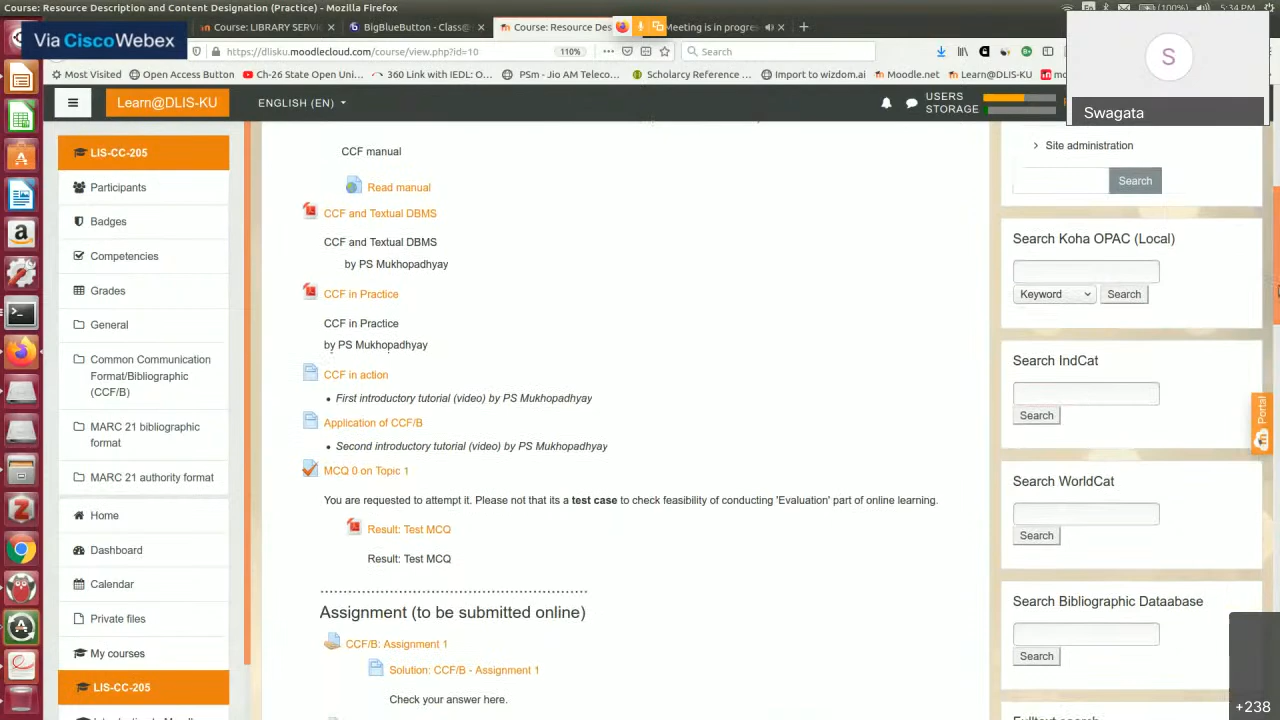 Course: Resource Description and Content Designation (Practice) - Mozilla Firefox
5:34 PM
Via Cisco Webex
Course: LIBRARY SERVI
BigBlueButton - Class@
Course: Resource Des
Meeting is in progres
https://dlisku.moodlecloud.com/course/view.php?id=10
110%
Search
Most Visited
Open Access Button
Ch-26 State Open Uni...
360 Link with IEDL: O...
PSm - Jio AM Teleco...
Scholarcy Reference ...
Import to wizdom.ai
Moodle.net
Learn@DLIS-KU
mo
S
Swagata
Learn@DLIS-KU
ENGLISH (EN)
USERS
STORAGE
LIS-CC-205
Participants
Badges
Competencies
Grades
General
Common Communication
Format/Bibliographic
(CCF/B)
MARC 21 bibliographic
format
MARC 21 authority format
Home
Dashboard
Calendar
Private files
My courses
LIS-CC-205
CCF manual
Read manual
CCF and Textual DBMS
CCF and Textual DBMS
by PS Mukhopadhyay
CCF in Practice
CCF in Practice
by PS Mukhopadhyay
CCF in action
• First introductory tutorial (video) by PS Mukhopadhyay
Application of CCF/B
• Second introductory tutorial (video) by PS Mukhopadhyay
MCQ 0 on Topic 1
You are requested to attempt it. Please not that its a test case to check feasibility of conducting 'Evaluation' part of online learning.
Result: Test MCQ
Result: Test MCQ
Assignment (to be submitted online)
CCF/B: Assignment 1
Solution: CCF/B - Assignment 1
Check your answer here.
Site administration
Search
Search Koha OPAC (Local)
Keyword
Search
Search IndCat
Search
Search WorldCat
Search
Search Bibliographic Dataabase
Search
Fulltext search
Portal
+238